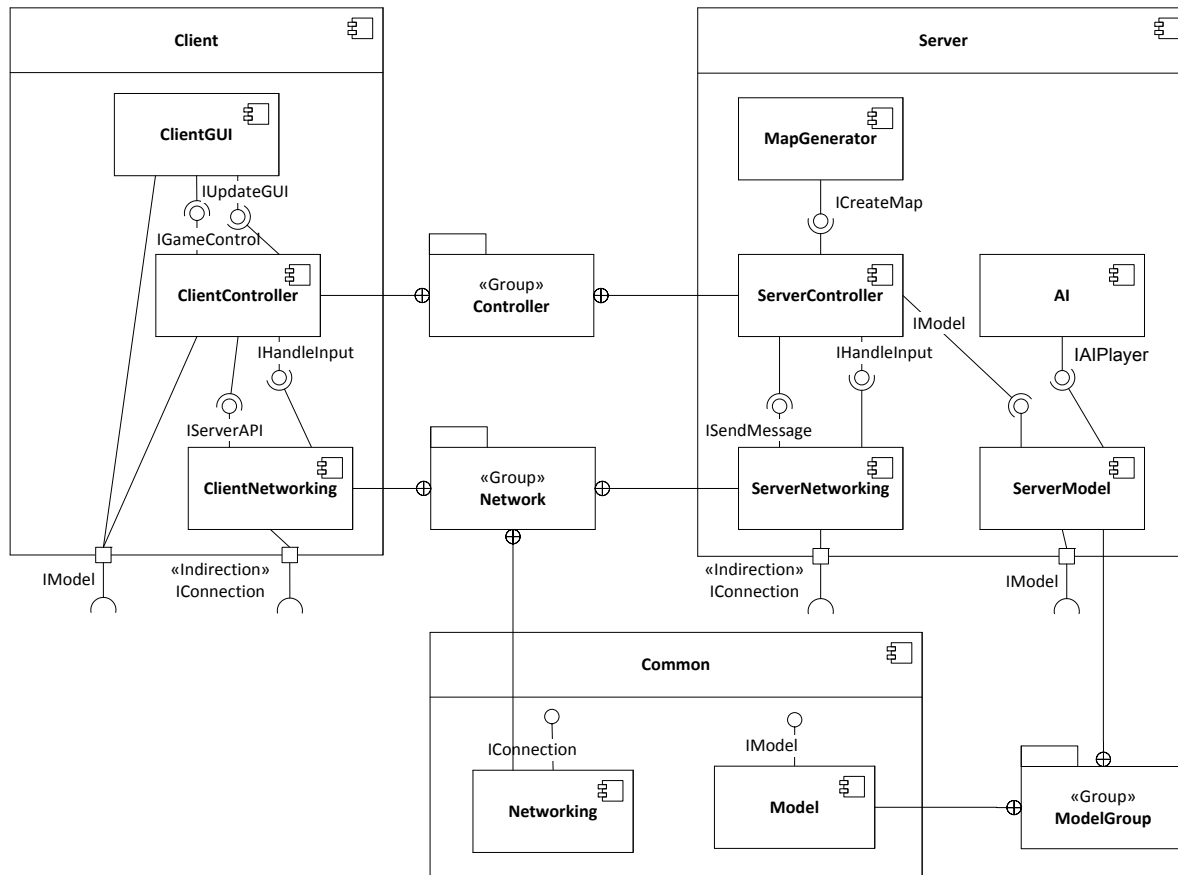 Client
Server
ClientGUI
MapGenerator
IUpdateGUI
ICreateMap
IGameControl
ClientController
«Group»
Controller
ServerController
AI
IModel
IHandleInput
IHandleInput
IAIPlayer
IServerAPI
ISendMessage
ClientNetworking
«Group»
Network
ServerNetworking
ServerModel
IModel
«Indirection»
IConnection
«Indirection»
IConnection
IModel
Common
IConnection
IModel
Networking
Model
«Group»
ModelGroup